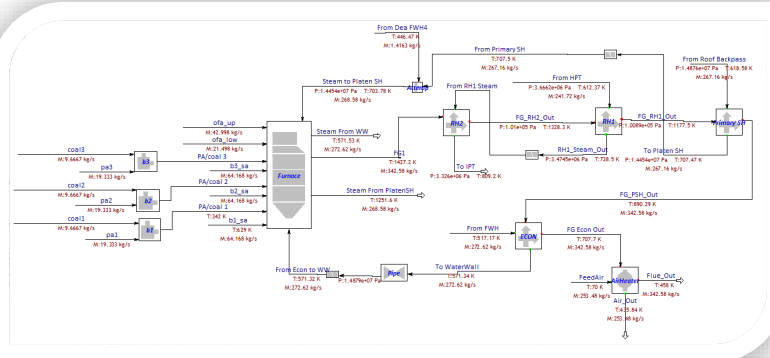 From Dea FWH4
T:446.47 K
M:1.4163 kg/s
From Primary SH
T:707.5 K
M:267.16 kg/s
From Roof Backpass
P:1.4876e+07 Pa T:618.58 K
M:267.16 kg/s
Steam to Platen SH
P:1.4454e+07 Pa T:703.78 K
M:268.58 kg/s
From RH1 Steam
From HPT
P:3.6662e+06 Pa T:612.37 K
M:241.72 kg/s
ofa_up
M:42.998 kg/s
ofa_low
M:21.498 kg/s
PA/coal 3
b3_sa
M:64.168 kg/s
PA/coal 2
b2_sa
M:64.168 kg/s
PA/coal 1
T:342 K
b1_sa
T:629 K
M:64.168 kg/s
coal3
M:9.6667 kg/s
pa3
M:19.333 kg/s
b3
coal2
M:9.6667 kg/s
pa2
M:19.333 kg/s
b2
coal1
M:9.6667 kg/s
pa1
M:19.333 kg/s
b1
Furnace
Steam From WW
T:571.53 K
M:272.62 kg/s
FG1
T:1437.2 K
M:342.58 kg/s
Steam From PlatenSH
T:1251.6 K
M:268.58 kg/s
RH2
FG_RH2_Out
P:1.01e+05 Pa T:1328.3 K
To IPT
P:3.326e+06 Pa T:809.2 K
RH1
FG_RH1_Out
P:1.0089e+05 Pa T:1177.5 K
RH1_Steam_Out
P:3.4745e+06 Pa T:728.5 K
Primary SH
To Platen SH
P:1.4454e+07 Pa T:707.47 K
M:267.16 kg/s
FG_PSH_Out
T:890.29 K
M:342.58 kg/s
From FWH
T:517.17 K
M:272.62 kg/s
ECON
FG Econ Out
T:707.7 K
M:342.58 kg/s
From Econ to WW
T:571.32 K
M:272.62 kg/s
P:1.4879e+07 Pa
Pipe
To WaterWall
T:571.34 K
M:272.62 kg/s
FeedAir
T:70 K
M:253.48 kg/s
AirHeater
Flue_Out
T:458 K
M:342.58 kg/s
Air_Out
T:439.84 K
M:253.48 kg/s